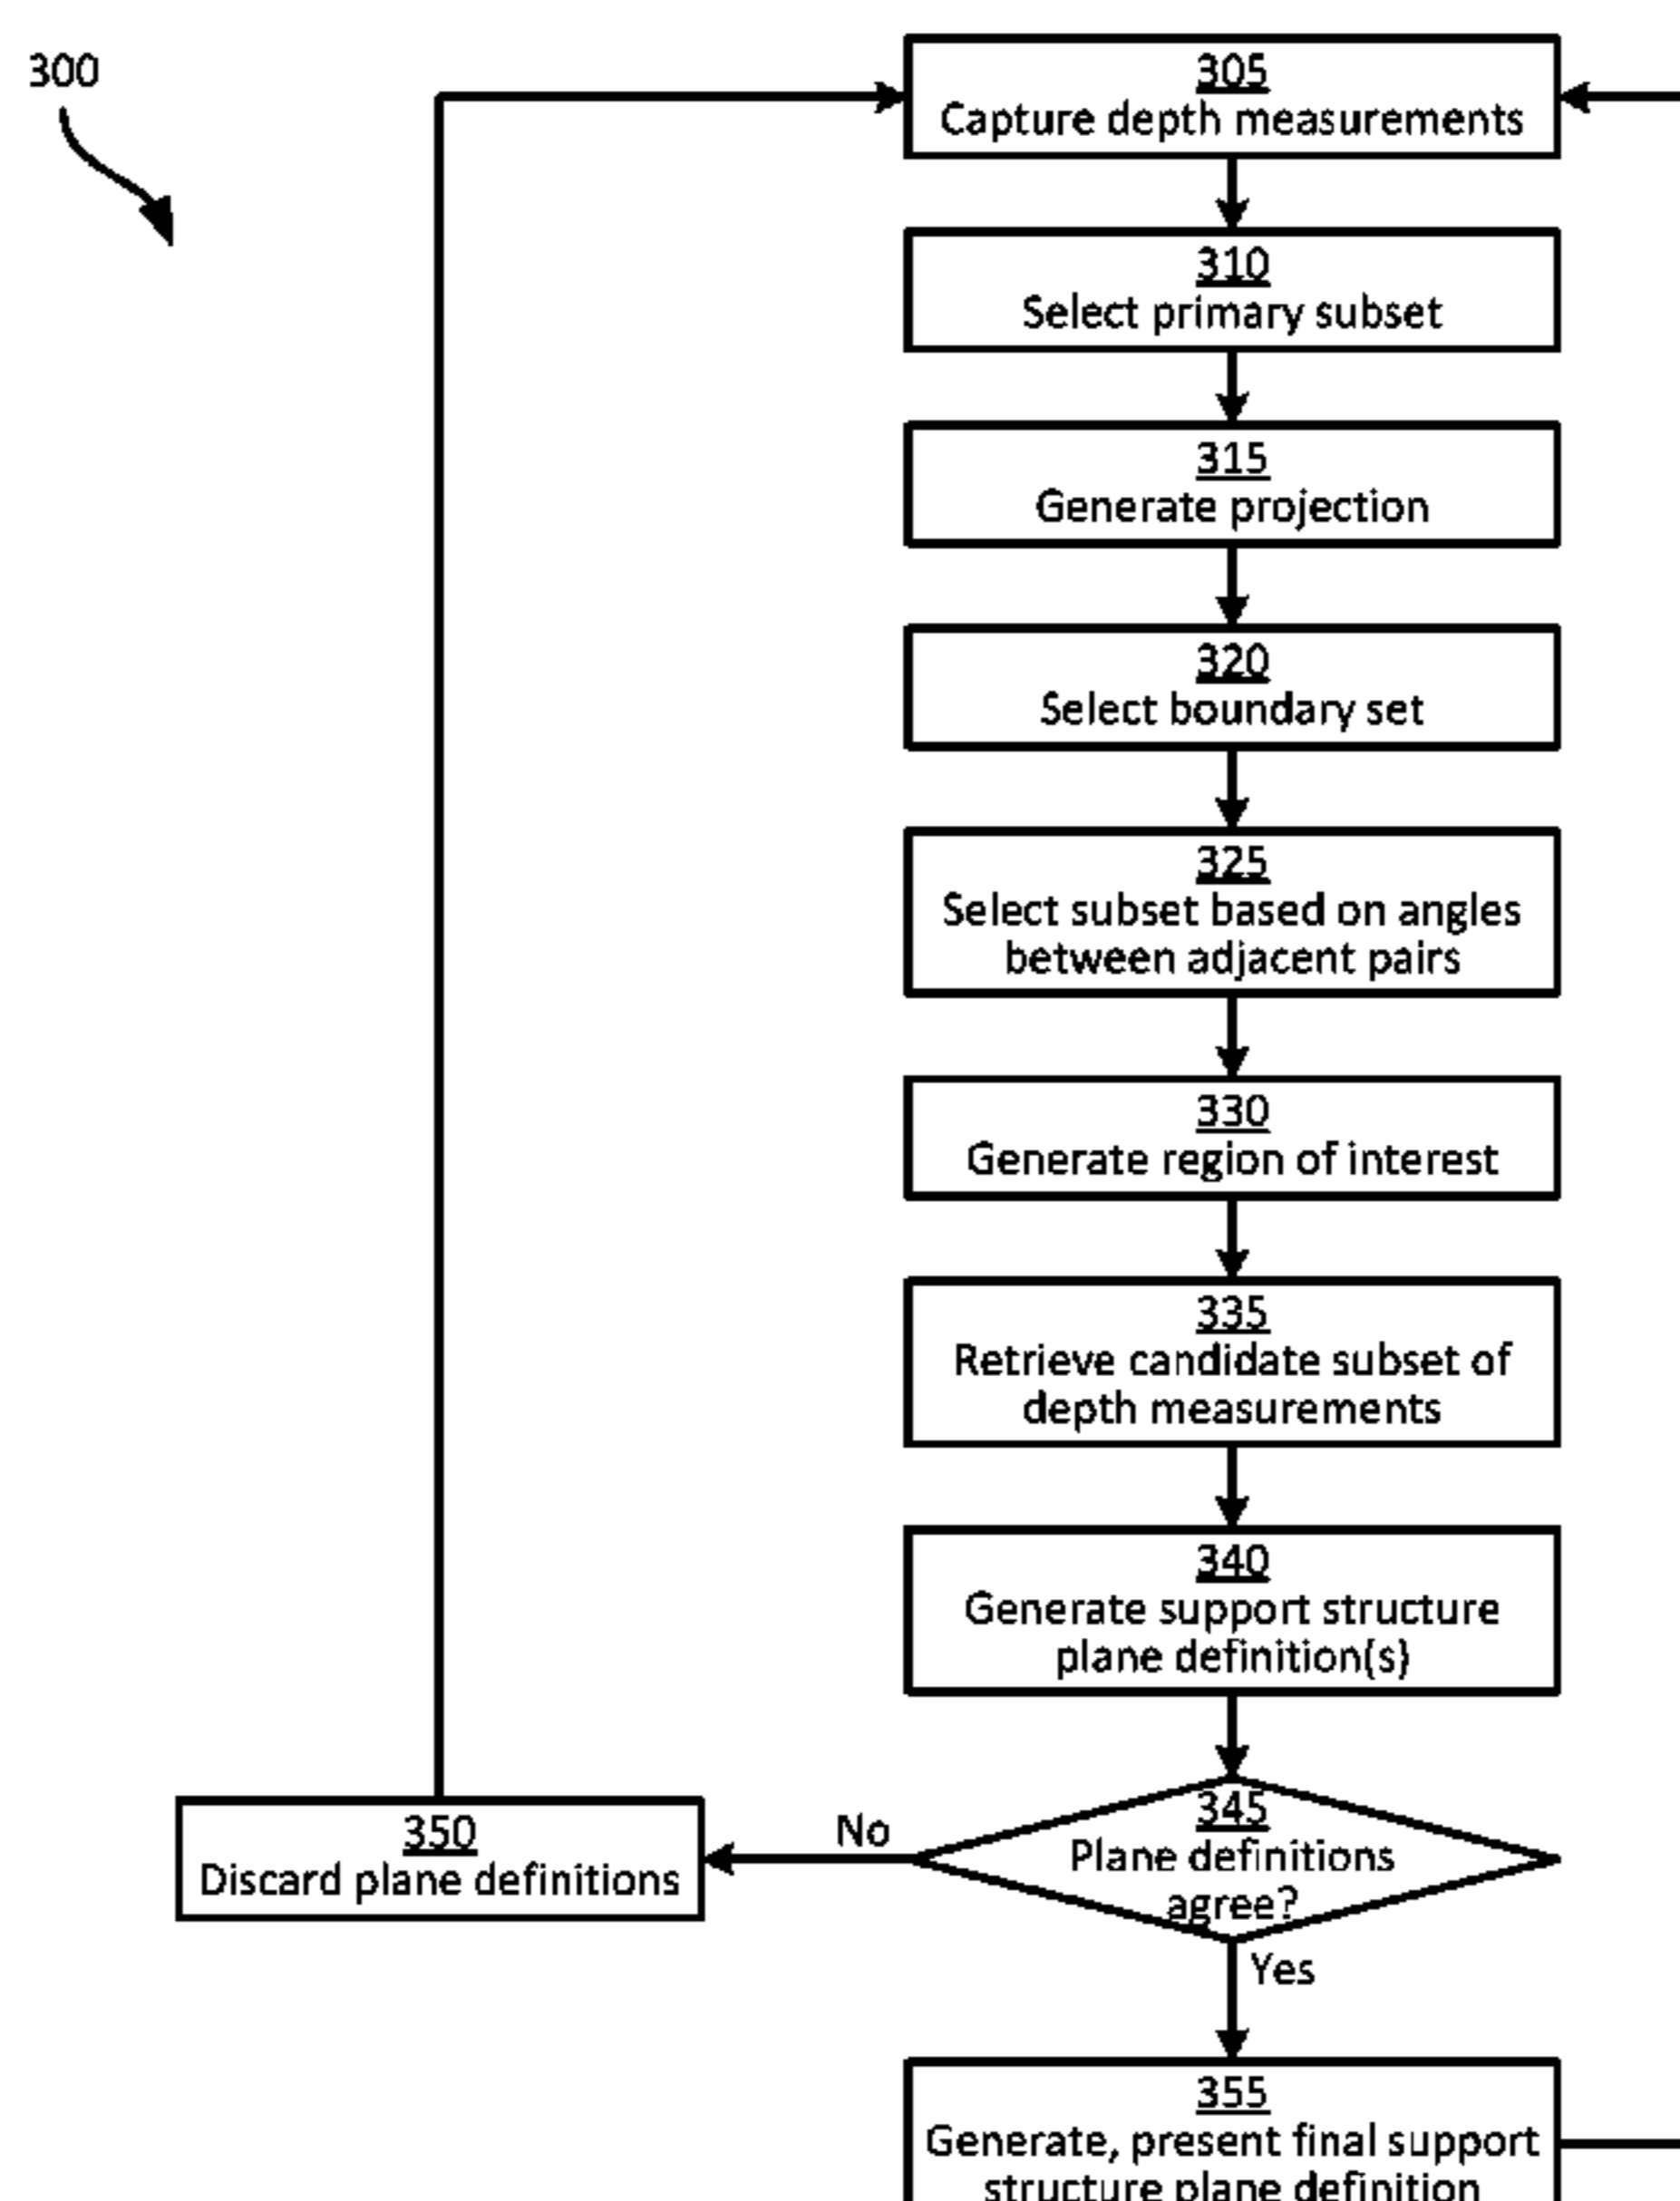 300
305
Capture depth measurements
310
Select primary subset
315
Generate projection
320
Select boundary set
325
Select subset based on angles
between adjacent pairs
330
Generate region of interest
335
Retrieve candidate subset of
depth measurements
340
Generate support structure
plane definition(s)
345
Plane definitions
agree?
No
350
Discard plane definitions
Yes
355
Generate, present final support
structure plane definition